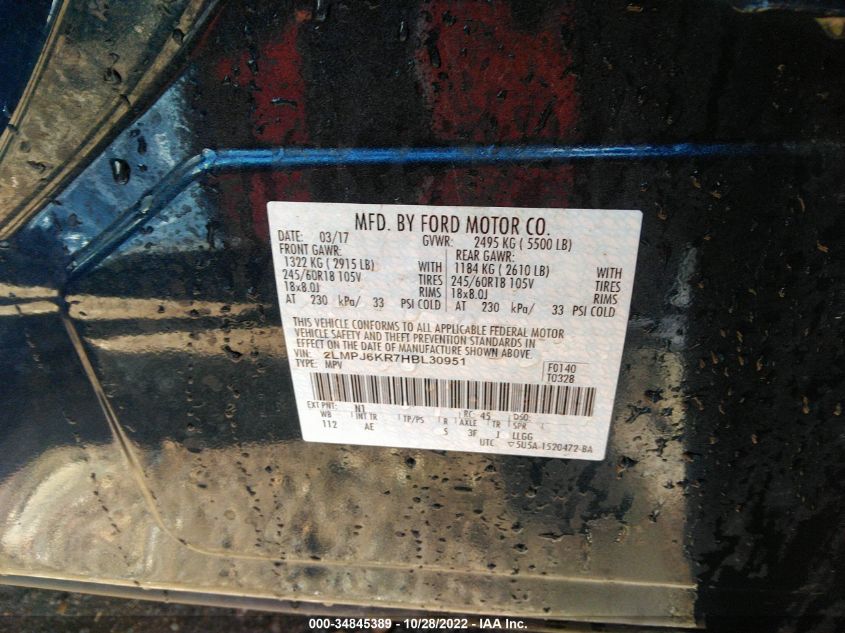 MFD. BY FORD MOTOR CO.
DATE: 03/17 GVWR: 2495 KG ( 5500 LB)
FRONT GAWR: REAR GAWR:
1322 KG ( 2915 LB) WITH 1184 KG ( 2610 LB) WITH
245/60R18 105V TIRES 245/60R18 105V TIRES
18x8.0J RIMS 18x8.0J RIMS
AT 230 kPa/ 33 PSI COLD AT 230 kPa/ 33 PSI COLD
THIS VEHICLE CONFORMS TO ALL APPLICABLE FEDERAL MOTOR
VEHICLE SAFETY AND THEFT PREVENTION STANDARDS IN
EFFECT ON THE DATE OF MANUFACTURE SHOWN ABOVE.
VIN: 2LMPJ6KR7HBL30951
TYPE: MPV
F0140
T0328
EXT PNT: N1 RC: 45 DSO:
WB INT TR TP/PS R AXLE TR SPR
112 AE 5 3F J LLGG
UTC ▽5U5A-1520472-BA
000-34845389 - 10/28/2022 - IAA Inc.